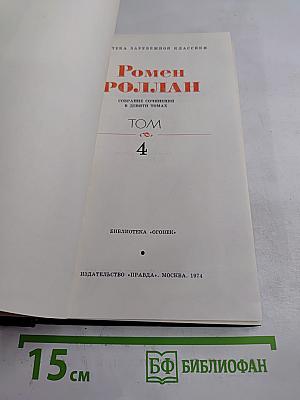 ТЕКА ЗАРУБЕЖНОЙ КЛАССИКИ
Ромен
РОЛЛАН
СОБРАНИЕ СОЧИНЕНИЙ
В ДЕВЯТИ ТОМАХ
ТОМ
4
БИБЛИОТЕКА «ОГОНЕК»
ИЗДАТЕЛЬСТВО «ПРАВДА». МОСКВА. 1974
15 см
БФ БИБЛИОФАН